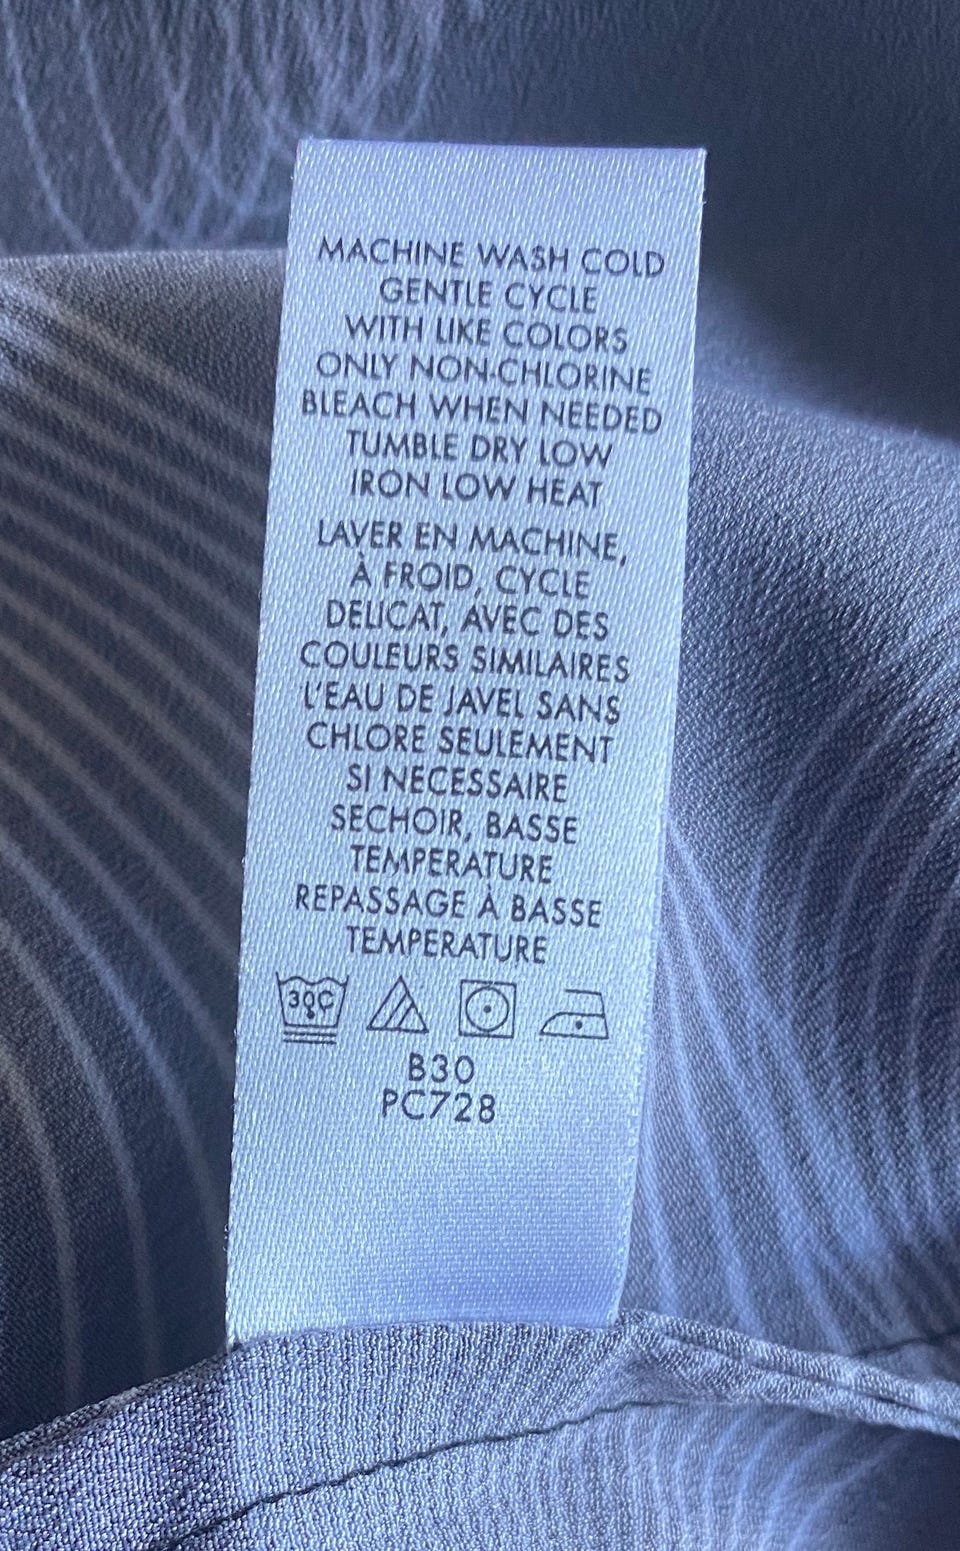 MACHINE WASH COLD
GENTLE CYCLE
WITH LIKE COLORS
ONLY NON-CHLORINE
BLEACH WHEN NEEDED
TUMBLE DRY LOW
IRON LOW HEAT
LAVER EN MACHINE,
À FROID, CYCLE
DELICAT, AVEC DES
COULEURS SIMILAIRES
L'EAU DE JAVEL SANS
CHLORE SEULEMENT
SI NECESSAIRE
SECHOIR, BASSE
TEMPERATURE
REPASSAGE À BASSE
TEMPERATURE
30C
B30
PC728